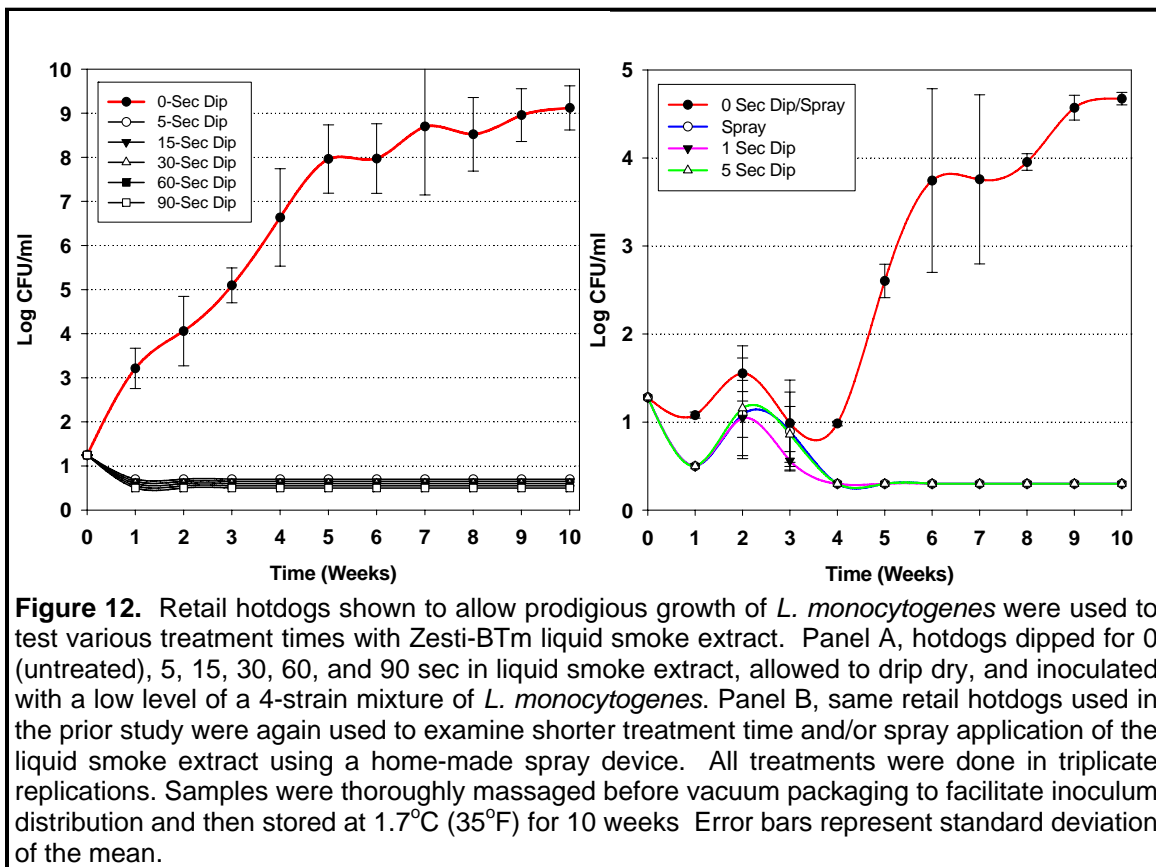 10
9
8
7
6
5
4
3
2
1
0
Log CFU/ml
0-Sec Dip
5-Sec Dip
15-Sec Dip
30-Sec Dip
60-Sec Dip
90-Sec Dip
0 1 2 3 4 5 6 7 8 9 10
Time (Weeks)
5
4
3
2
1
0
Log CFU/ml
0 Sec Dip/Spray
Spray
1 Sec Dip
5 Sec Dip
0 1 2 3 4 5 6 7 8 9 10
Time (Weeks)
Figure 12. Retail hotdogs shown to allow prodigious growth of L. monocytogenes were used to
test various treatment times with Zesti-BTm liquid smoke extract. Panel A, hotdogs dipped for 0
(untreated), 5, 15, 30, 60, and 90 sec in liquid smoke extract, allowed to drip dry, and inoculated
with a low level of a 4-strain mixture of L. monocytogenes. Panel B, same retail hotdogs used in
the prior study were again used to examine shorter treatment time and/or spray application of the
liquid smoke extract using a home-made spray device. All treatments were done in triplicate
replications. Samples were thoroughly massaged before vacuum packaging to facilitate inoculum
distribution and then stored at 1.7°C (35°F) for 10 weeks Error bars represent standard deviation
of the mean.